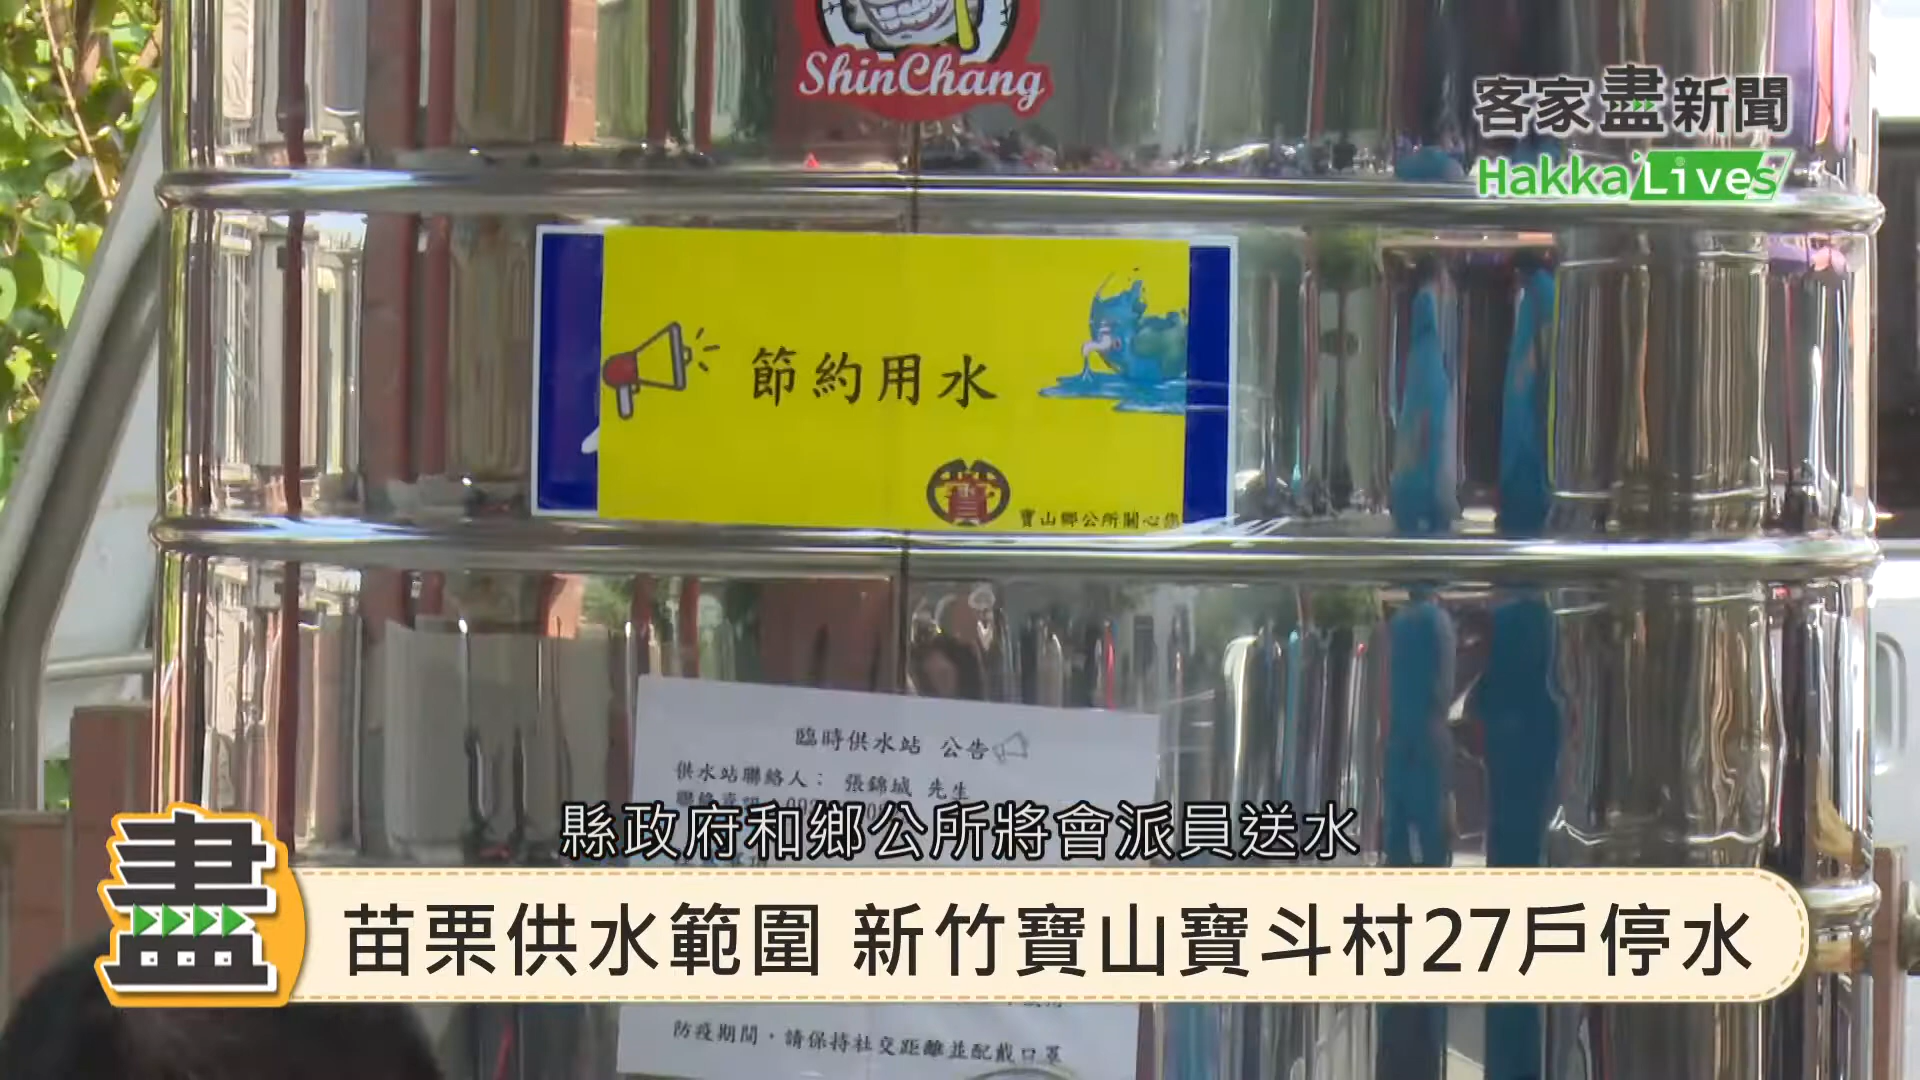 ShinChang
客家盡新聞
Hakka Lives
節約用水
寶山鄉公所關心您
臨時供水站 公告
供水站聯絡人： 張錦城 先生
縣政府和鄉公所將會派員送水
盡
苗栗供水範圍 新竹寶山寶斗村27戶停水
防疫期間，請保持社交距離並配戴口罩